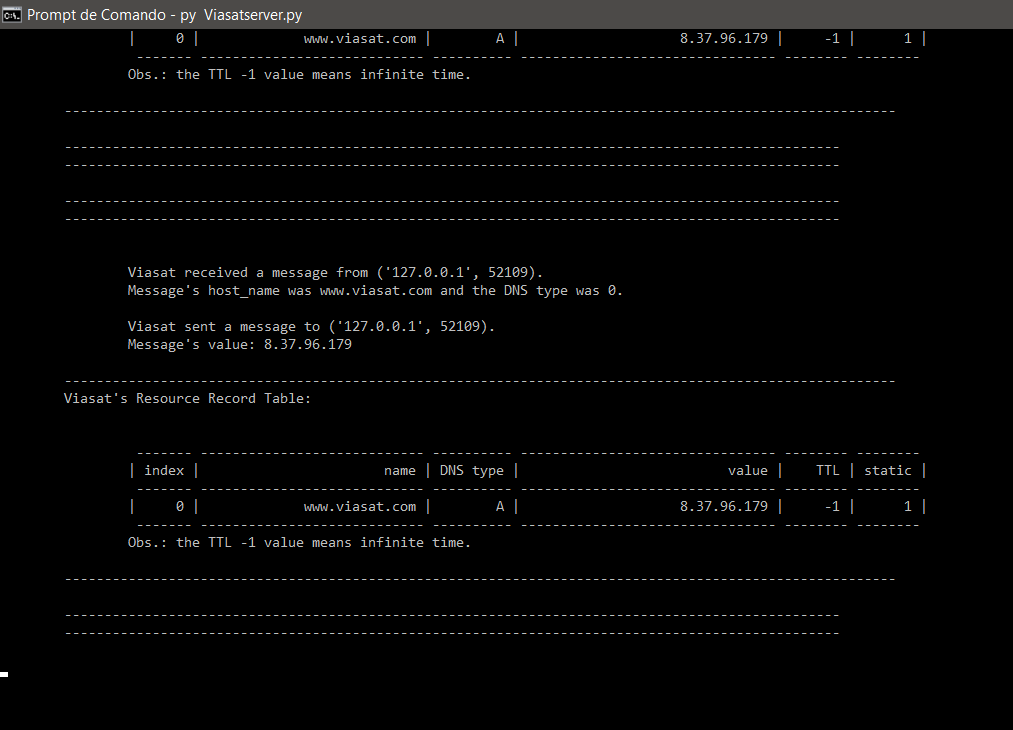 Prompt de Comando - py  Viasatserver.py
|     0 |             www.viasat.com |        A |                    8.37.96.179 |     -1 |      1 |
 ------- ---------------------------- ---------- -------------------------------- -------- --------
Obs.: the TTL -1 value means infinite time.
--------------------------------------------------------------------------------------------------------
-------------------------------------------------------------------------------------------------
-------------------------------------------------------------------------------------------------
-------------------------------------------------------------------------------------------------
-------------------------------------------------------------------------------------------------
Viasat received a message from ('127.0.0.1', 52109).
Message's host_name was www.viasat.com and the DNS type was 0.
Viasat sent a message to ('127.0.0.1', 52109).
Message's value: 8.37.96.179
--------------------------------------------------------------------------------------------------------
Viasat's Resource Record Table:
 ------- ---------------------------- ---------- -------------------------------- -------- --------
| index |                       name | DNS type |                          value |    TTL | static |
 ------- ---------------------------- ---------- -------------------------------- -------- --------
|     0 |             www.viasat.com |        A |                    8.37.96.179 |     -1 |      1 |
 ------- ---------------------------- ---------- -------------------------------- -------- --------
Obs.: the TTL -1 value means infinite time.
--------------------------------------------------------------------------------------------------------
-------------------------------------------------------------------------------------------------
-------------------------------------------------------------------------------------------------